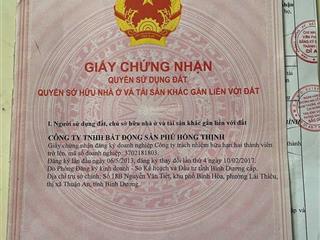 GIẤY CHỨNG NHẬN
QUYỀN SỬ DỤNG ĐẤT
QUYỀN SỞ HỮU NHÀ Ở VÀ TÀI SẢN KHÁC GẮN LIỀN VỚI ĐẤT
I. Người sử dụng đất, chủ sở hữu nhà ở và tài sản khác gắn liền với đất
CÔNG TY TNHH BẤT ĐỘNG SẢN PHÚ HỒNG THỊNH
Giấy chứng nhận đăng ký doanh nghiệp Công ty trách nhiệm hữu hạn hai thành viên
trở lên, mã số doanh nghiệp: 3702181803.
Đăng ký lần đầu ngày 06/5/2013, đăng ký thay đổi lần thứ 4 ngày 10/02/2017.
Do Phòng Đăng ký kinh doanh - Sở Kế hoạch và Đầu tư tỉnh Bình Dương cấp.
Địa chỉ trụ sở chính: Số 18B Nguyễn Văn Tiết, khu phố Bình Hòa, phường Lái Thiêu,
thị xã Thuận An, tỉnh Bình Dương.